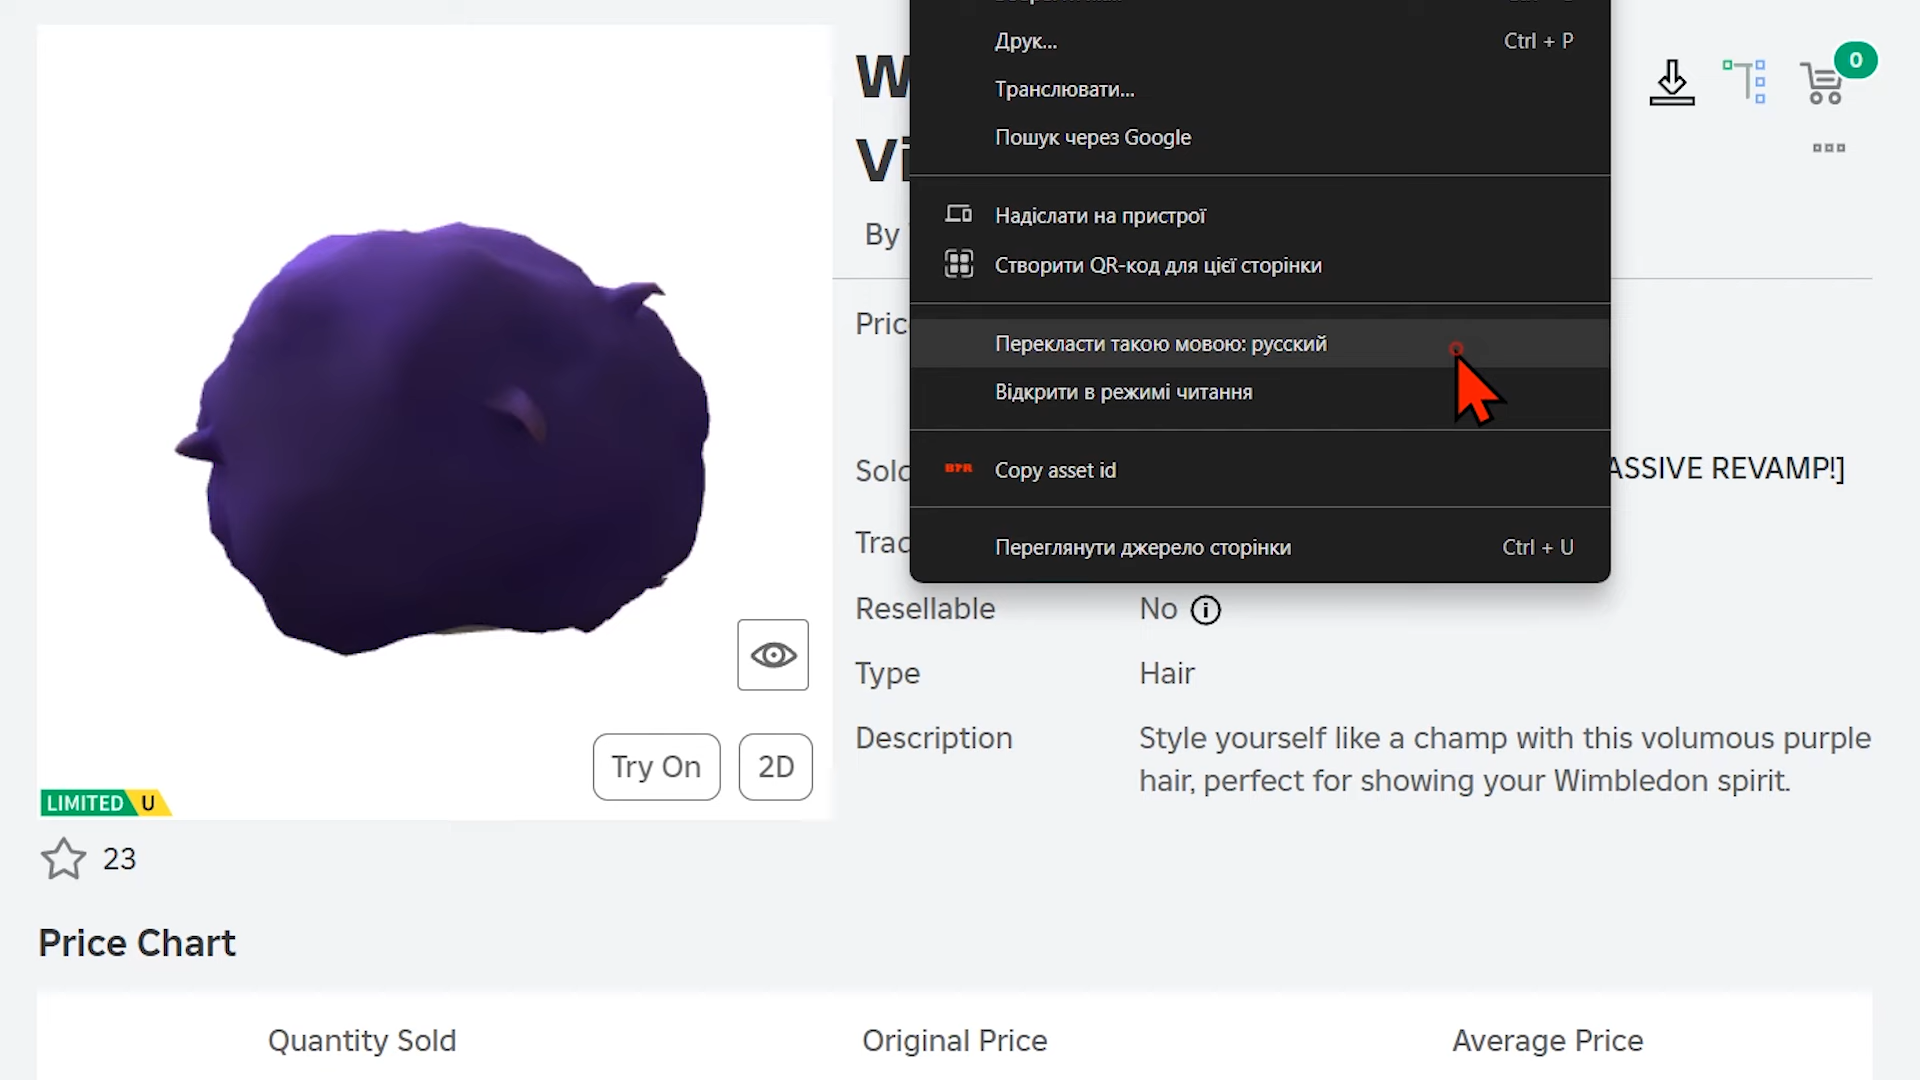 Друк... Ctrl + P
Транслювати...
Пошук через Google
Надіслати на пристрої
Створити QR-код для цієї сторінки
Перекласти такою мовою: русский
Відкрити в режимі читання
BTR Copy asset id
Переглянути джерело сторінки Ctrl + U
0
W
Vi
By
Pric
Sold
ASSIVE REVAMP!]
Trad
Resellable No
Type Hair
Description Style yourself like a champ with this volumous purple
hair, perfect for showing your Wimbledon spirit.
Try On 2D
LIMITED U
23
Price Chart
Quantity Sold Original Price Average Price